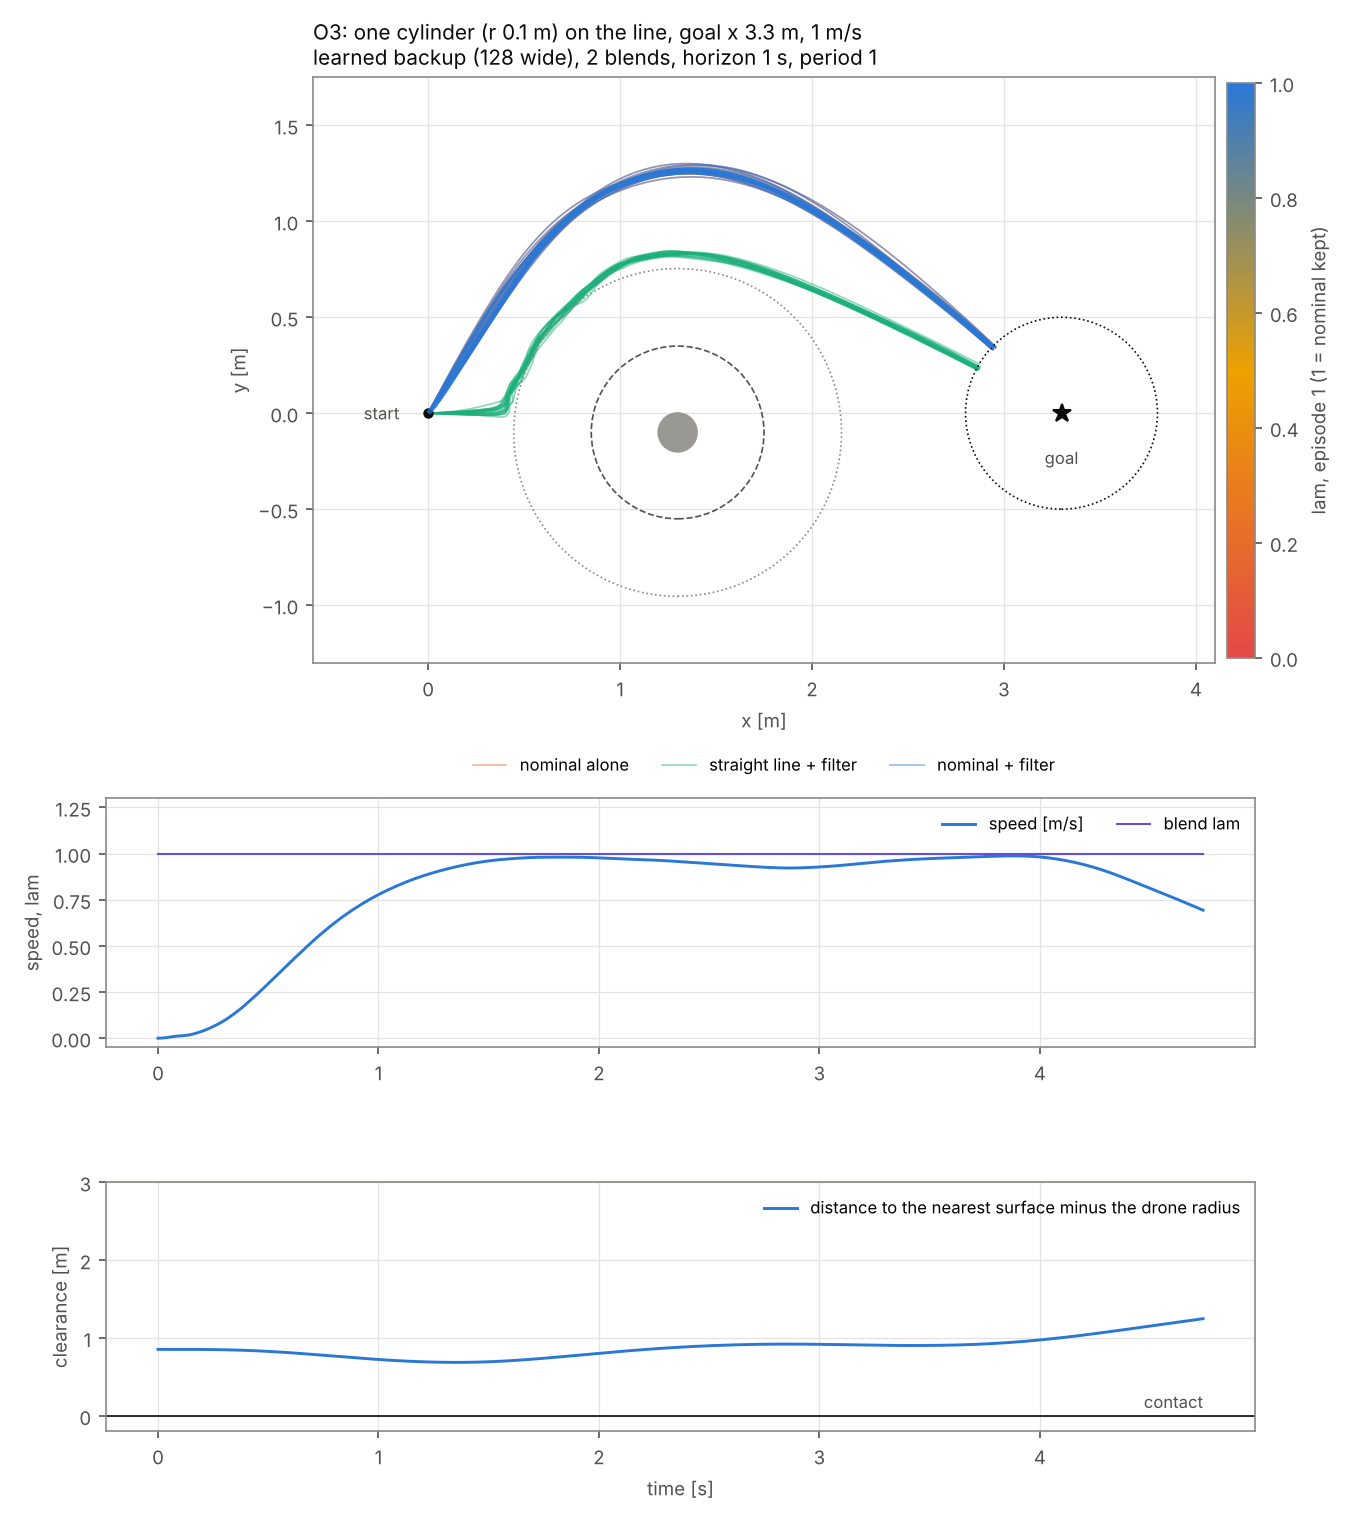 O3: one cylinder (r 0.1 m) on the line, goal x 3.3 m, 1 m/s
learned backup (128 wide), 2 blends, horizon 1 s, period 1
1.5
1.0
0.5
0.0
−0.5
−1.0
y [m]
start
goal
0
1
2
3
4
x [m]
1.0
0.8
0.6
0.4
0.2
0.0
lam, episode 1 (1 = nominal kept)
nominal alone
straight line + filter
nominal + filter
1.25
1.00
0.75
0.50
0.25
0.00
speed, lam
speed [m/s]
blend lam
0
1
2
3
4
3
2
1
0
clearance [m]
distance to the nearest surface minus the drone radius
contact
0
1
2
3
4
time [s]